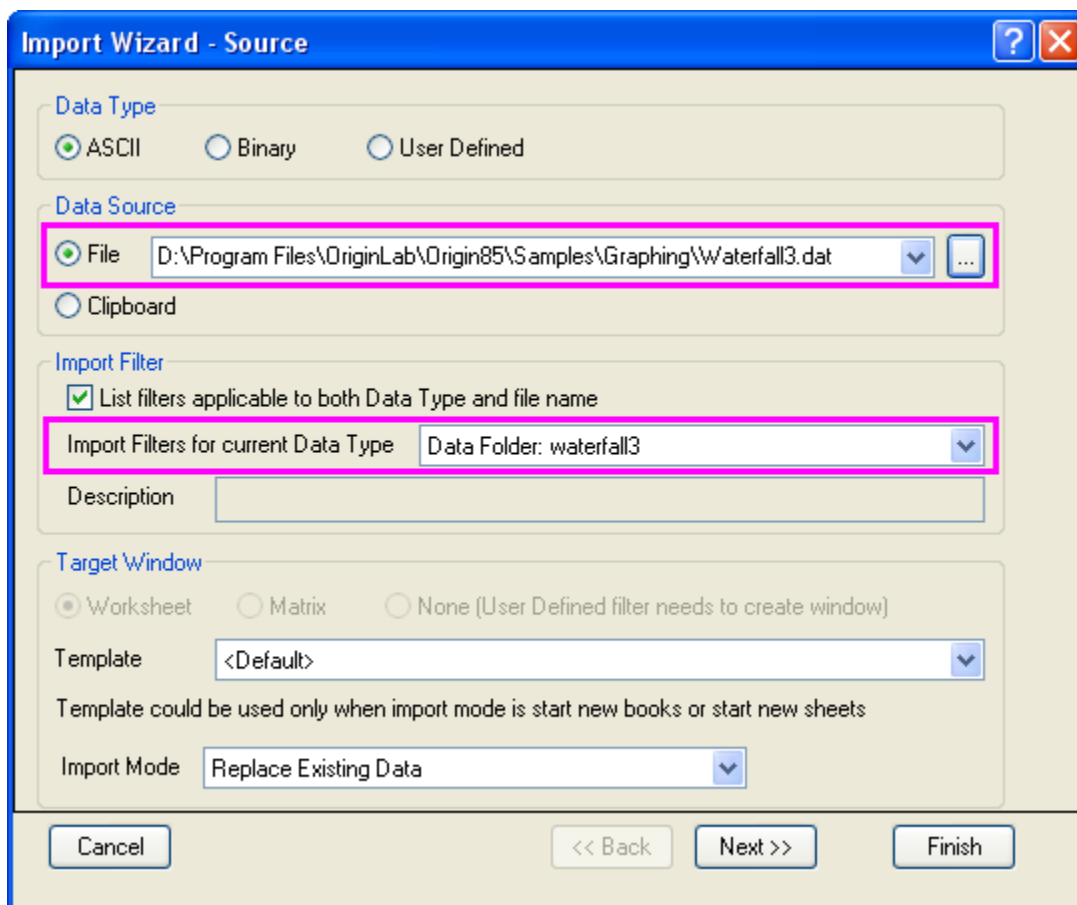 Import Wizard - Source
Data Type
ASCII Binary User Defined
Data Source
File D:\Program Files\OriginLab\Origin85\Samples\Graphing\Waterfall3.dat ...
Clipboard
Import Filter
List filters applicable to both Data Type and file name
Import Filters for current Data Type Data Folder: waterfall3
Description
Target Window
Worksheet Matrix None (User Defined filter needs to create window)
Template <Default>
Template could be used only when import mode is start new books or start new sheets
Import Mode Replace Existing Data
Cancel << Back Next >> Finish